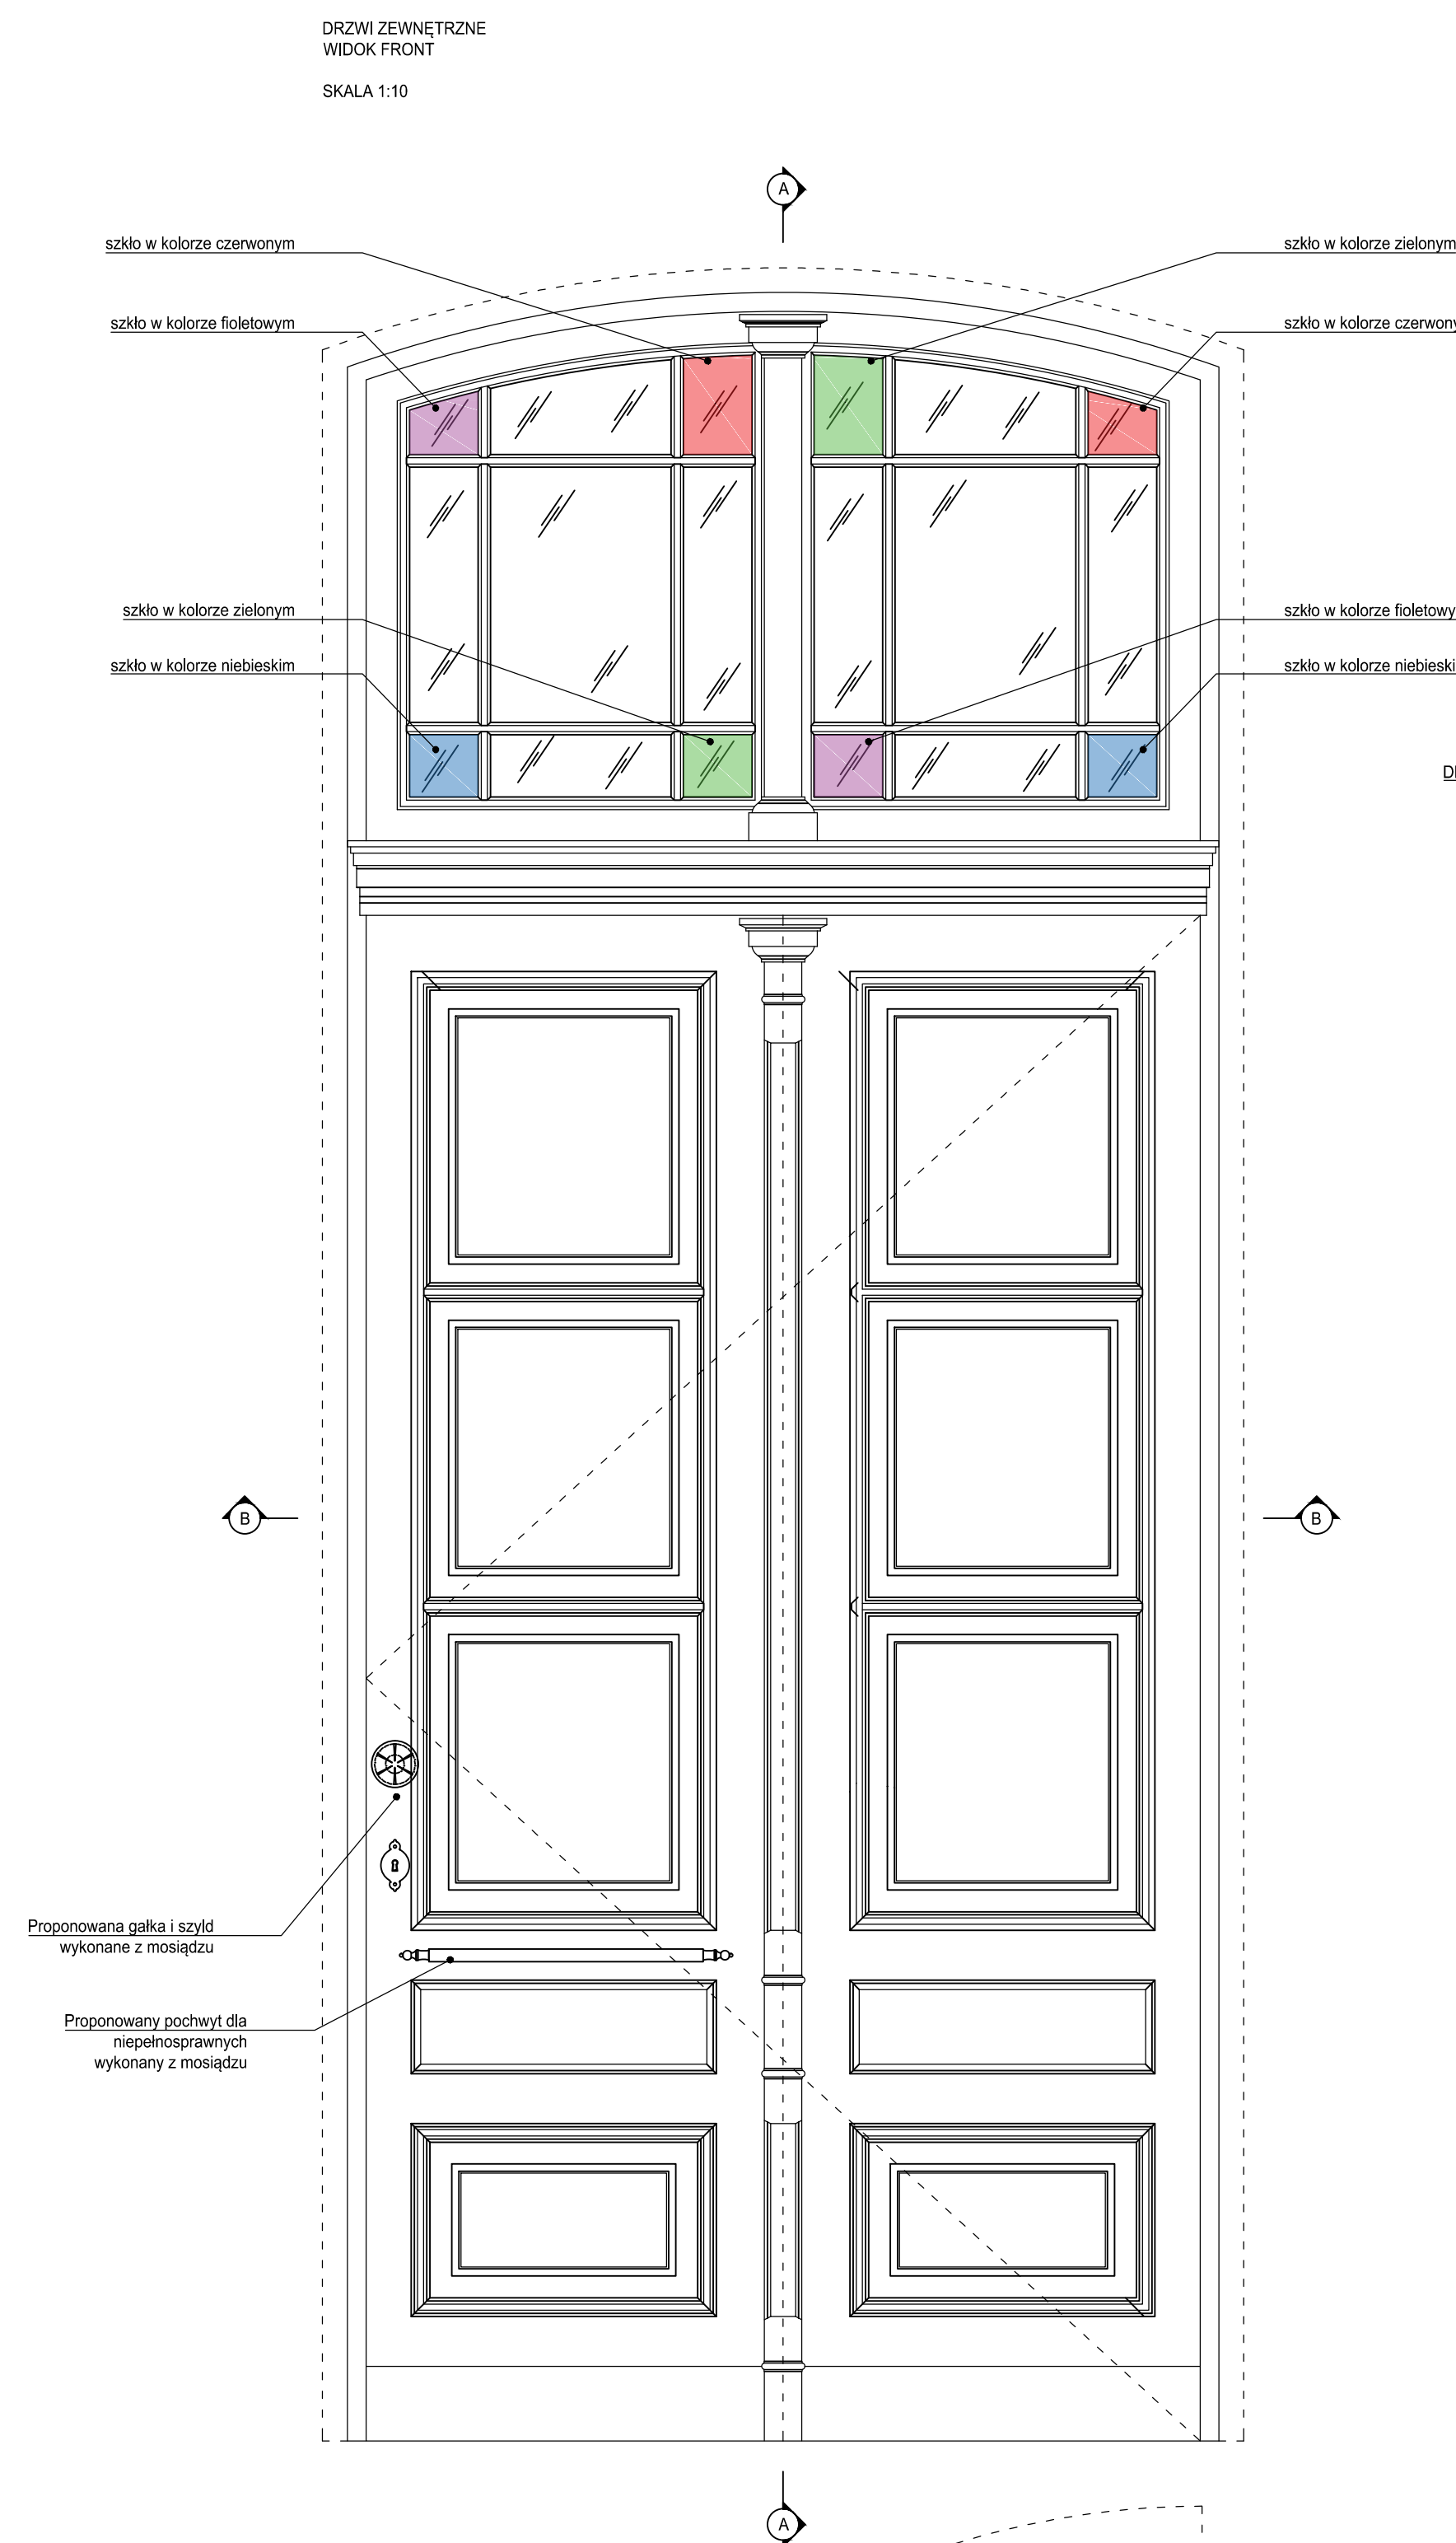 DRZWI ZEWNĘTRZNE
WIDOK FRONT
SKALA 1:10
A
szkło w kolorze czerwonym
szkło w kolorze zielonym
szkło w kolorze fioletowym
szkło w kolorze czerwony
szkło w kolorze zielonym
szkło w kolorze fioletowy
szkło w kolorze niebieskim
szkło w kolorze niebieski
B
B
Proponowana gałka i szyld
wykonane z mosiądzu
Proponowany pochwyt dla
niepełnosprawnych
wykonany z mosiądzu
A